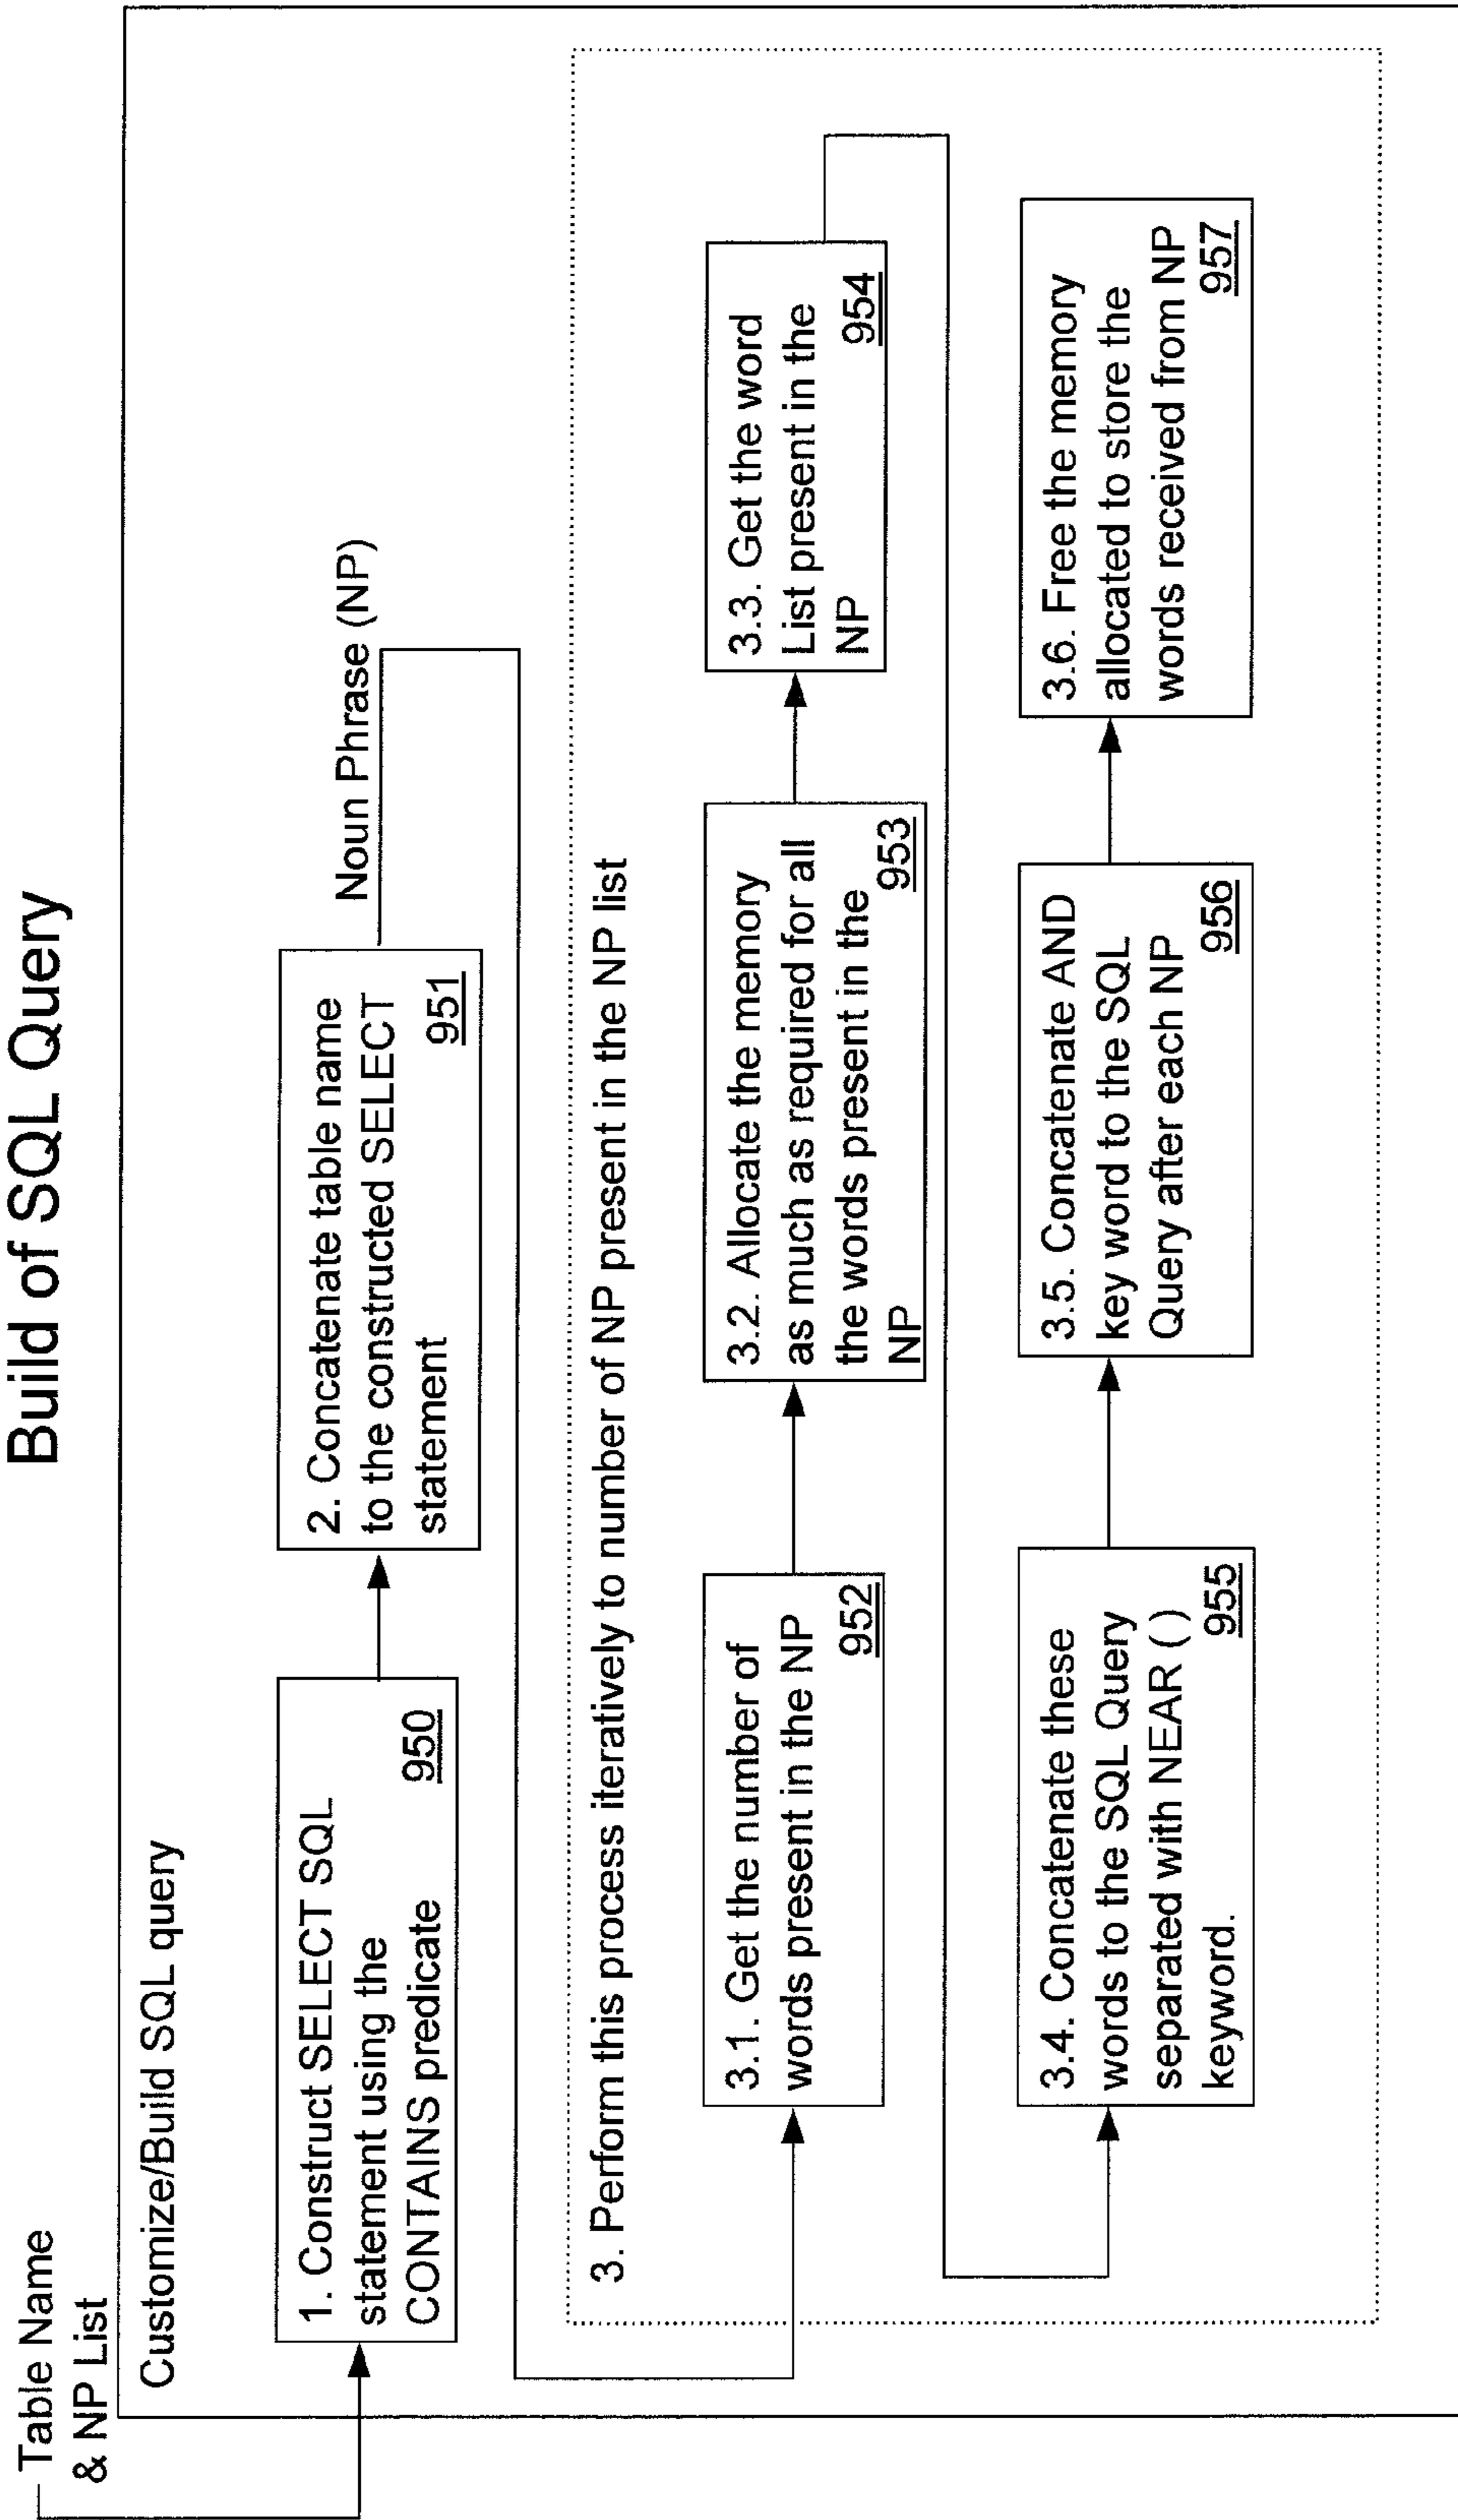 Build of SQL Query
Table Name
& NP List
Customize/Build SQL query
1. Construct SELECT SQL
statement using the
CONTAINS predicate
950
2. Concatenate table name
to the constructed SELECT
statement
951
Noun Phrase (NP)
3. Perform this process iteratively to number of NP present in the NP list
3.1. Get the number of
words present in the NP
952
3.2. Allocate the memory
as much as required for all
the words present in the
NP
953
3.3. Get the word
List present in the
NP
954
3.4. Concatenate these
words to the SQL Query
separated with NEAR ( )
keyword.
955
3.5. Concatenate AND
key word to the SQL
Query after each NP
956
3.6. Free the memory
allocated to store the
words received from NP
957